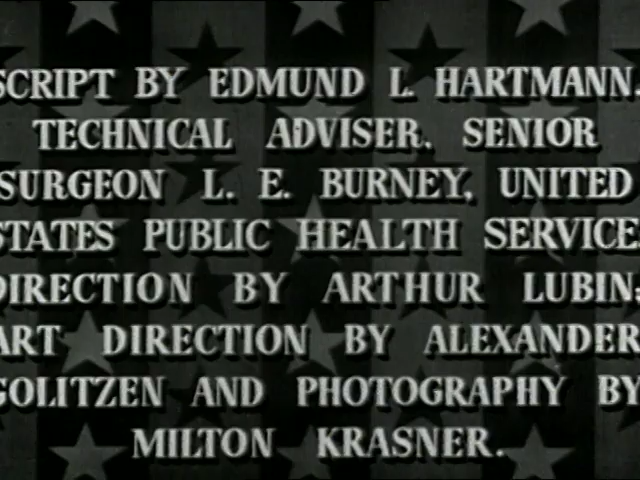 SCRIPT BY EDMUND L. HARTMANN.
TECHNICAL ADVISER. SENIOR
SURGEON L. E. BURNEY, UNITED
STATES PUBLIC HEALTH SERVICE.
DIRECTION BY ARTHUR LUBIN;
ART DIRECTION BY ALEXANDER
GOLITZEN AND PHOTOGRAPHY BY
MILTON KRASNER.